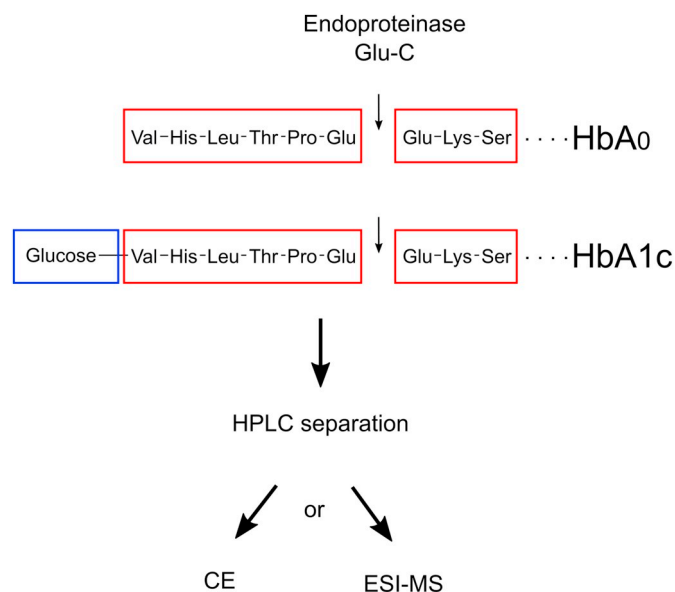 Endoproteinase
Glu-C
Val-His-Leu-Thr-Pro-Glu Glu-Lys-Ser ····HbA0
Glucose—Val-His-Leu-Thr-Pro-Glu Glu-Lys-Ser ····HbA1c
HPLC separation
or
CE ESI-MS